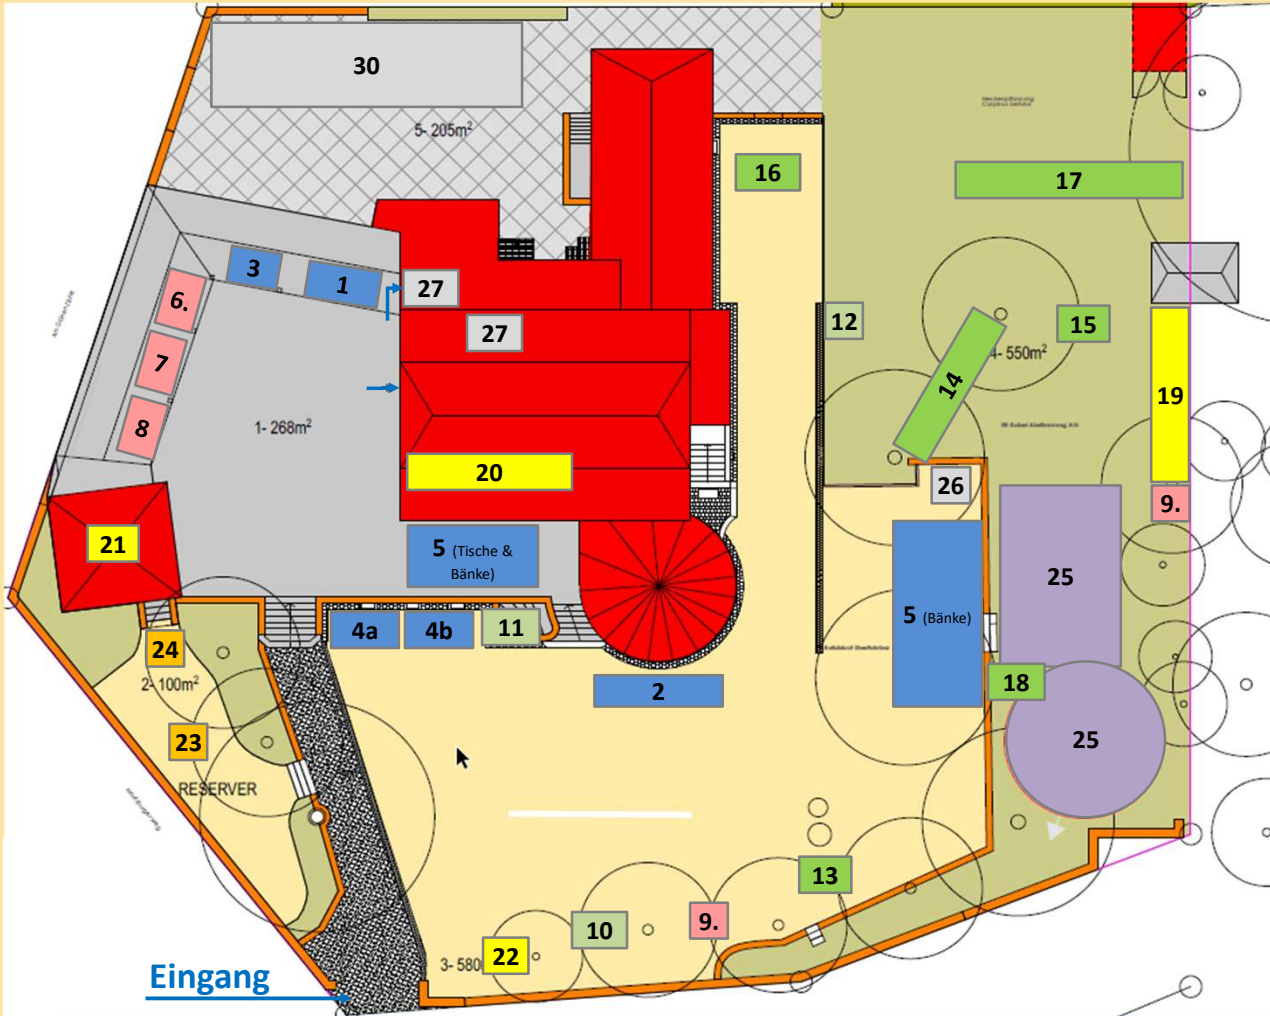 30
5- 205m²
16
17
3
1
27
6.
27
12
15
7
14
4- 550m²
19
8
1- 268m²
20
26
9.
21
5 (Tische &
Bänke)
25
5 (Bänke)
4a
4b
11
24
18
2- 100m²
2
23
25
RESERVER
13
9.
10
22
3- 580
Eingang